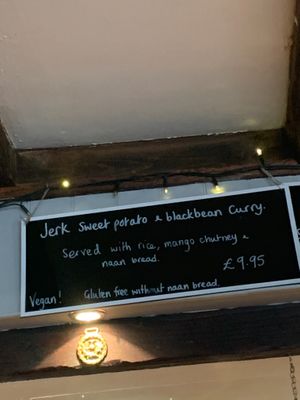 Jerk Sweet potato & blackbean Curry.
Served with rice, mango chutney &
naan bread.
£9.95
Vegan! Gluten free without naan bread.